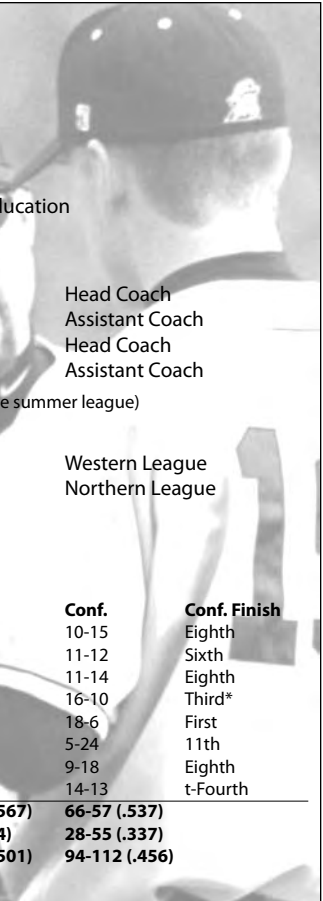 ducation
Head Coach
Assistant Coach
Head Coach
Assistant Coach
e summer league)
Western League
Northern League
Conf. Conf. Finish
10-15 Eighth
11-12 Sixth
11-14 Eighth
16-10 Third*
18-6 First
5-24 11th
9-18 Eighth
14-13 t-Fourth
567) 66-57 (.537)
4) 28-55 (.337)
501) 94-112 (.456)